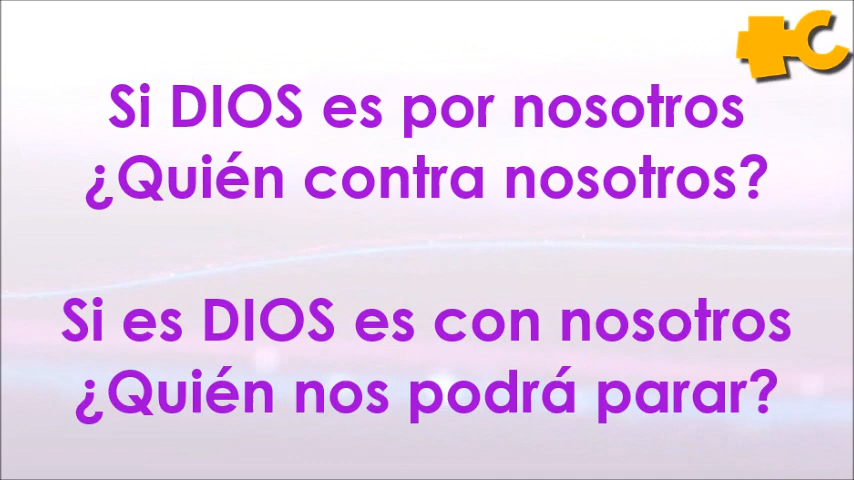 Si DIOS es por nosotros
¿Quién contra nosotros?
Si es DIOS es con nosotros
¿Quién nos podrá parar?